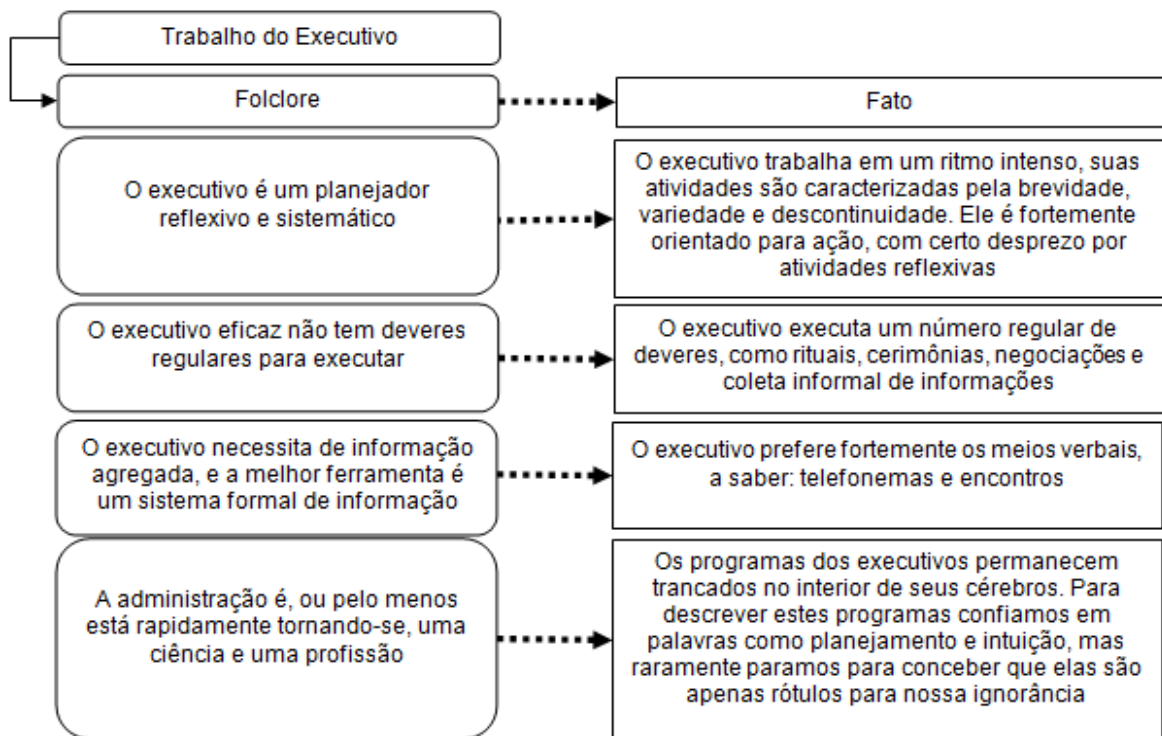 Trabalho do Executivo
Folclore
Fato
O executivo é um planejador
reflexivo e sistemático
O executivo trabalha em um ritmo intenso, suas
atividades são caracterizadas pela brevidade,
variedade e descontinuidade. Ele é fortemente
orientado para ação, com certo desprezo por
atividades reflexivas
O executivo eficaz não tem deveres
regulares para executar
O executivo executa um número regular de
deveres, como rituais, cerimônias, negociações e
coleta informal de informações
O executivo necessita de informação
agregada, e a melhor ferramenta é
um sistema formal de informação
O executivo prefere fortemente os meios verbais,
a saber: telefonemas e encontros
A administração é, ou pelo menos
está rapidamente tornando-se, uma
ciência e uma profissão
Os programas dos executivos permanecem
trancados no interior de seus cérebros. Para
descrever estes programas confiamos em
palavras como planejamento e intuição, mas
raramente paramos para conceber que elas são
apenas rótulos para nossa ignorância